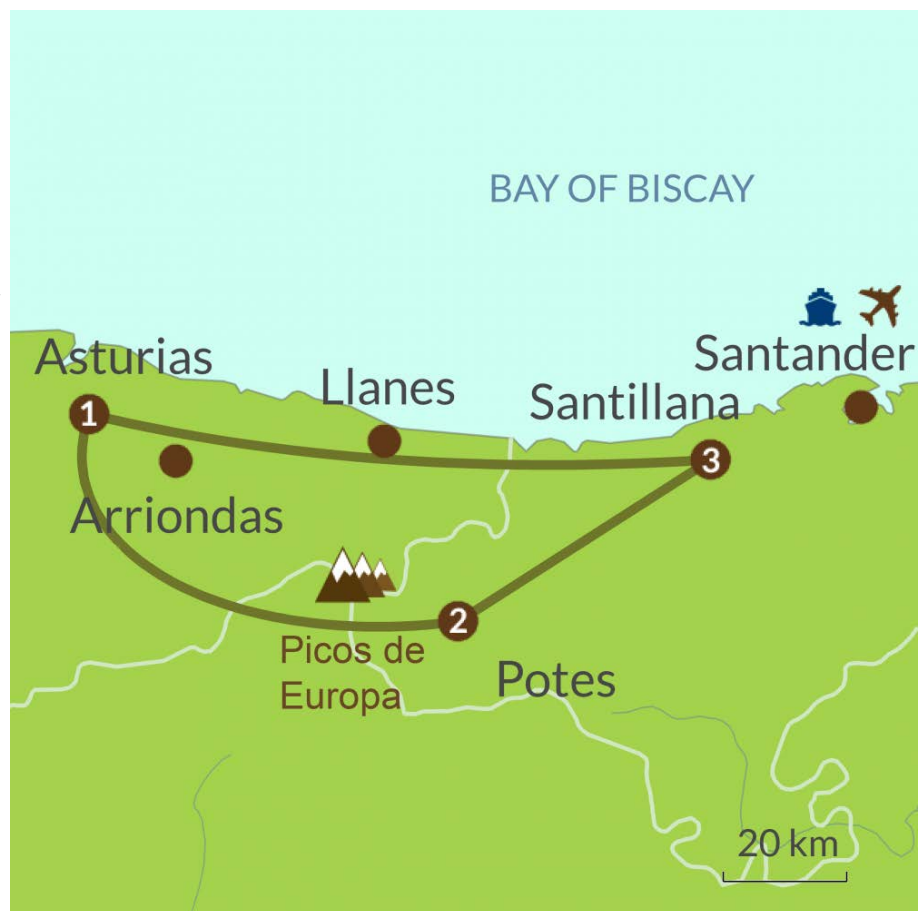 BAY OF BISCAY
Santander
Asturias
Llanes
Santillana
1
3
Arriondas
2
Picos de
Europa
Potes
20 km